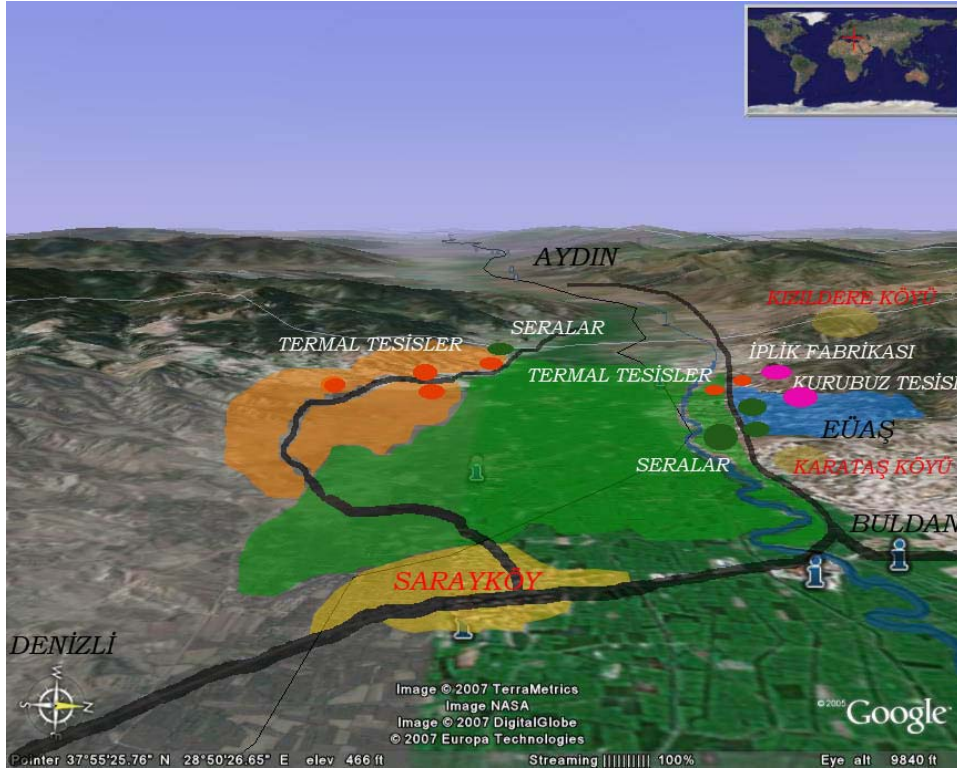 AYDIN
KIZILDERE KÖYÜ
SERALAR
TERMAL TESİSLER
İPLİK FABRİKASI
TERMAL TESİSLER
KURUBUZ TESİS
EÜAŞ
SERALAR
KARATAŞ KÖYÜ
BULDAN
SARAYKÖY
DENİZLİ
W
S N
Image © 2007 TerraMetrics
Image NASA
Image © 2007 DigitalGlobe
© 2007 Europa Technologies
©2005 Google
Pointer 37°55'25.76" N 28°50'26.65" E elev 466 ft Streaming |||||||||| 100% Eye alt 9840 ft